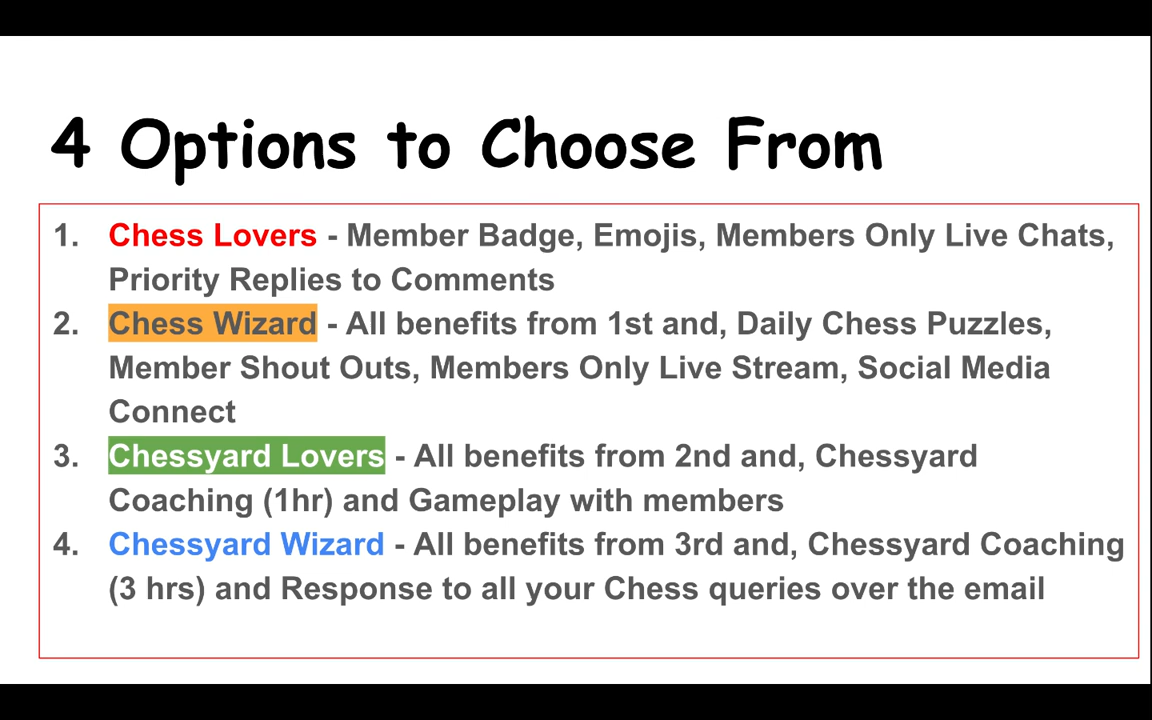 4 Options to Choose From
1. Chess Lovers - Member Badge, Emojis, Members Only Live Chats,
Priority Replies to Comments
2. Chess Wizard - All benefits from 1st and, Daily Chess Puzzles,
Member Shout Outs, Members Only Live Stream, Social Media
Connect
3. Chessyard Lovers - All benefits from 2nd and, Chessyard
Coaching (1hr) and Gameplay with members
4. Chessyard Wizard - All benefits from 3rd and, Chessyard Coaching
(3 hrs) and Response to all your Chess queries over the email